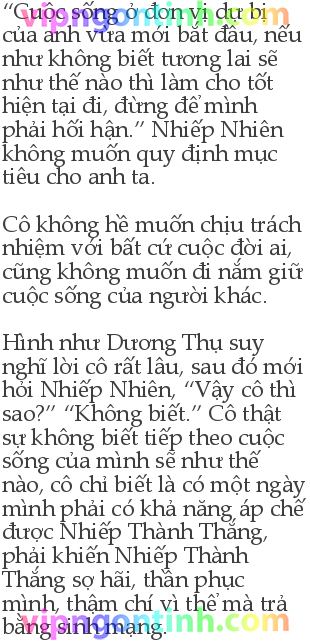 “Cuộc sống ở đơn vị dự bị
của anh vừa mới bắt đầu, nếu
như không biết tương lai sẽ
như thế nào thì làm cho tốt
hiện tại đi, đừng để mình
phải hối hận.” Nhiếp Nhiên
không muốn quy định mục
tiêu cho anh ta.
Cô không hề muốn chịu trách
nhiệm với bất cứ cuộc đời ai,
cũng không muốn đi nắm giữ
cuộc sống của người khác.
Hình như Dương Thụ suy
nghĩ lời cô rất lâu, sau đó mới
hỏi Nhiếp Nhiên, “Vậy cô thì
sao?” “Không biết.” Cô thật
sự không biết tiếp theo cuộc
sống của mình sẽ như thế
nào, cô chỉ biết là có một ngày
mình phải có khả năng áp chế
được Nhiếp Thành Thắng,
phải khiến Nhiếp Thành
Thắng sợ hãi, thần phục
mình, thậm chí vì thế mà trả
bằng sinh mạng.
vipngontinh.com
vipngontinh.com